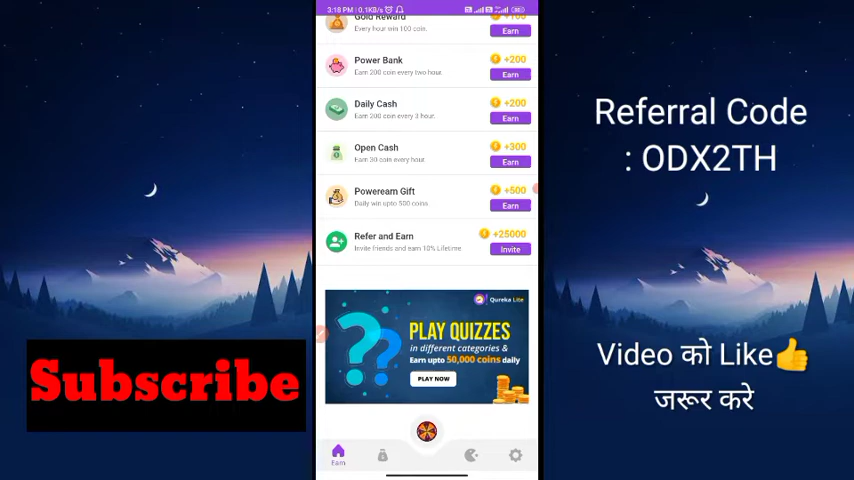 3:18 PM | 0.1KB/s
Gold Reward
+100
Every hour win 100 coin.
Earn
Power Bank
+200
Earn 200 coin every two hour.
Earn
Daily Cash
+200
Earn 200 coin every 3 hour.
Earn
Open Cash
+300
Earn 30 coin every hour.
Earn
Powerearn Gift
+500
Daily win upto 500 coins.
Earn
Refer and Earn
+25000
Invite friends and earn 10% Lifetime.
Invite
Qureka Lite
PLAY QUIZZES
in different categories &
Earn upto 50,000 coins daily
PLAY NOW
Earn
Subscribe
Referral Code
: ODX2TH
Video को Like👍
जरूर करे